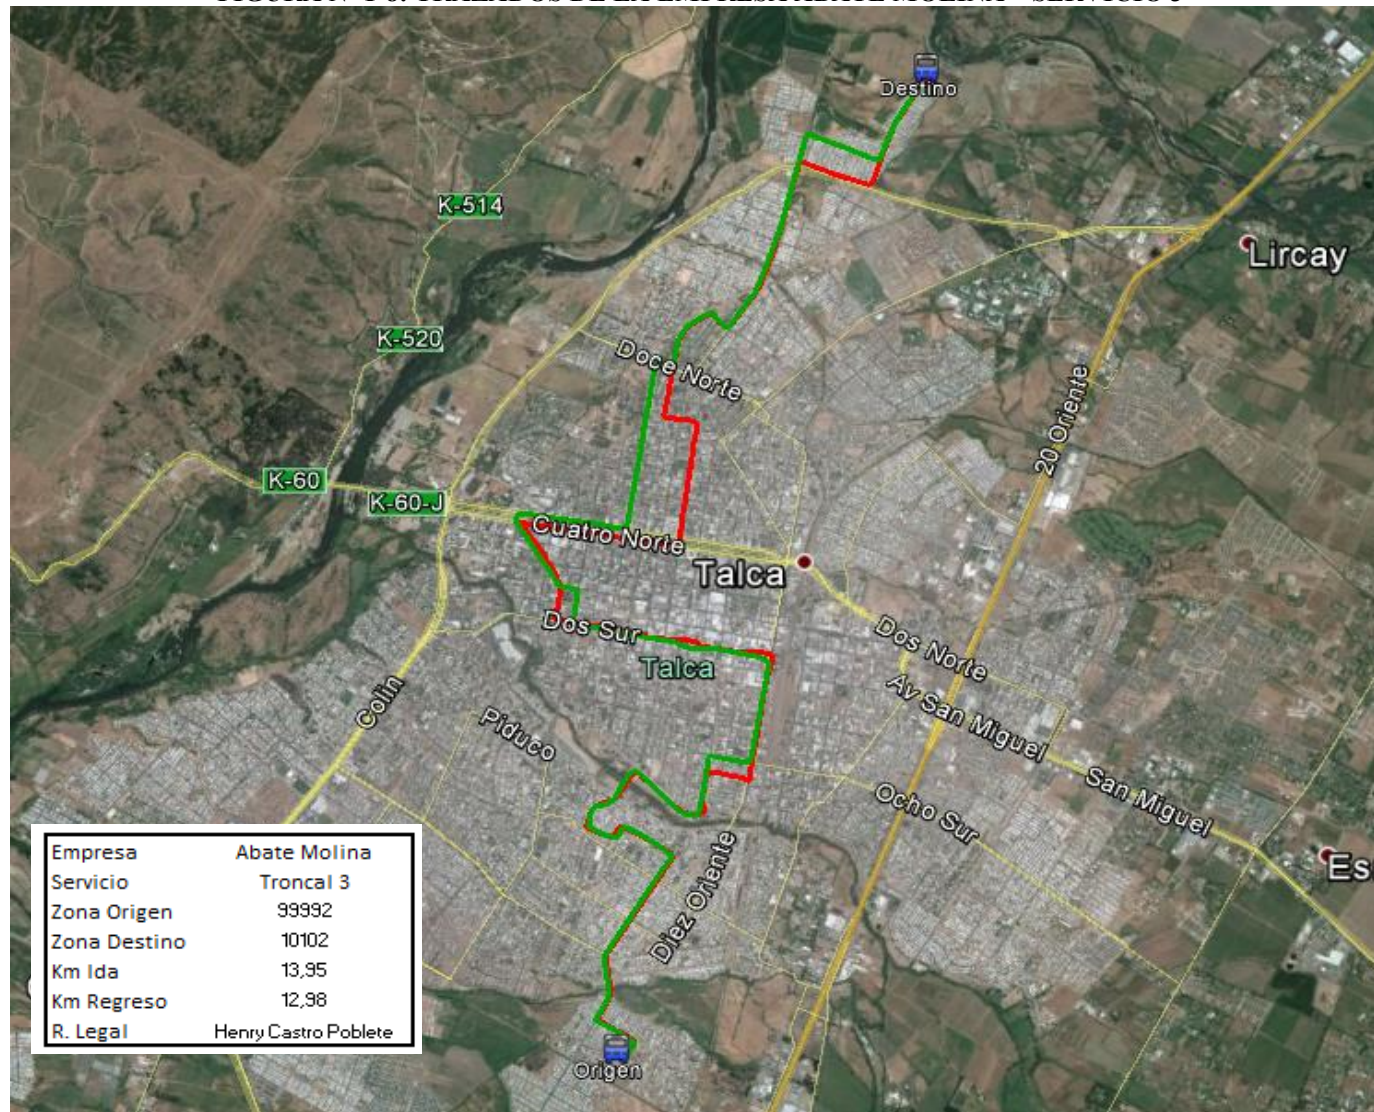 Destino
K-514
Lircay
K-520
Doce Norte
20 Oriente
K-60
K-60-J
Cuatro Norte
Talca
Dos Sur
Dos Norte
Talca
Av San Miguel
Colin
Piduco
San Miguel
Ocho Sur
Es
Diez Oriente
Empresa Abate Molina
Servicio Troncal 3
Zona Origen 99992
Zona Destino 10102
Km Ida 13,95
Km Regreso 12,98
R. Legal Henry Castro Poblete
Origen